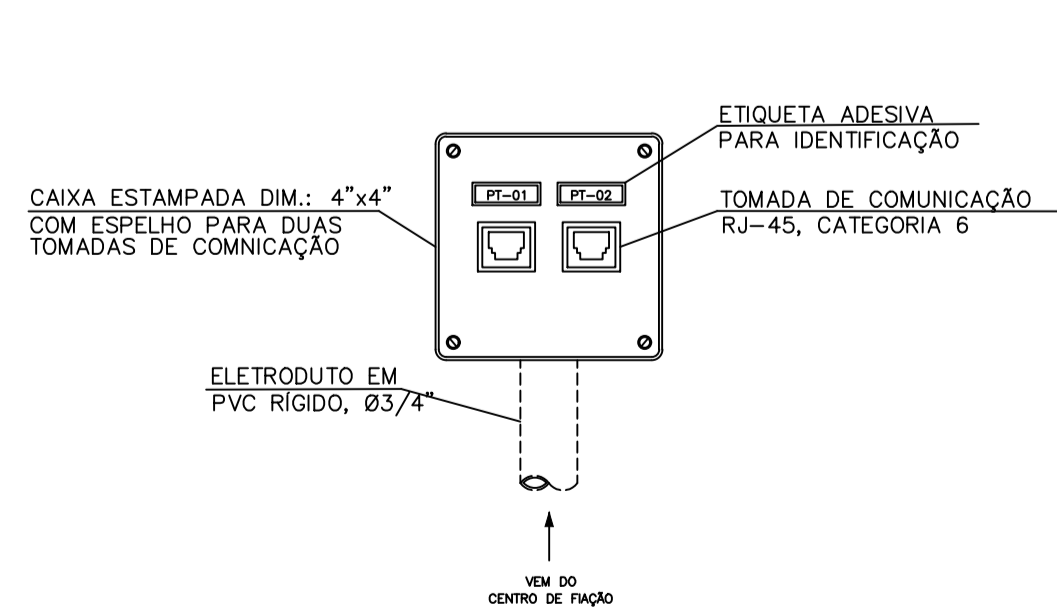 ETIQUETA ADESIVA
PARA IDENTIFICAÇÃO
CAIXA ESTAMPADA DIM.: 4”x4”
COM ESPELHO PARA DUAS
TOMADAS DE COMNICAÇÃO
PT-01
PT-02
TOMADA DE COMUNICAÇÃO
RJ-45, CATEGORIA 6
ELETRODUTO EM
PVC RÍGIDO, Ø3/4”
VEM DO
CENTRO DE FIAÇÃO